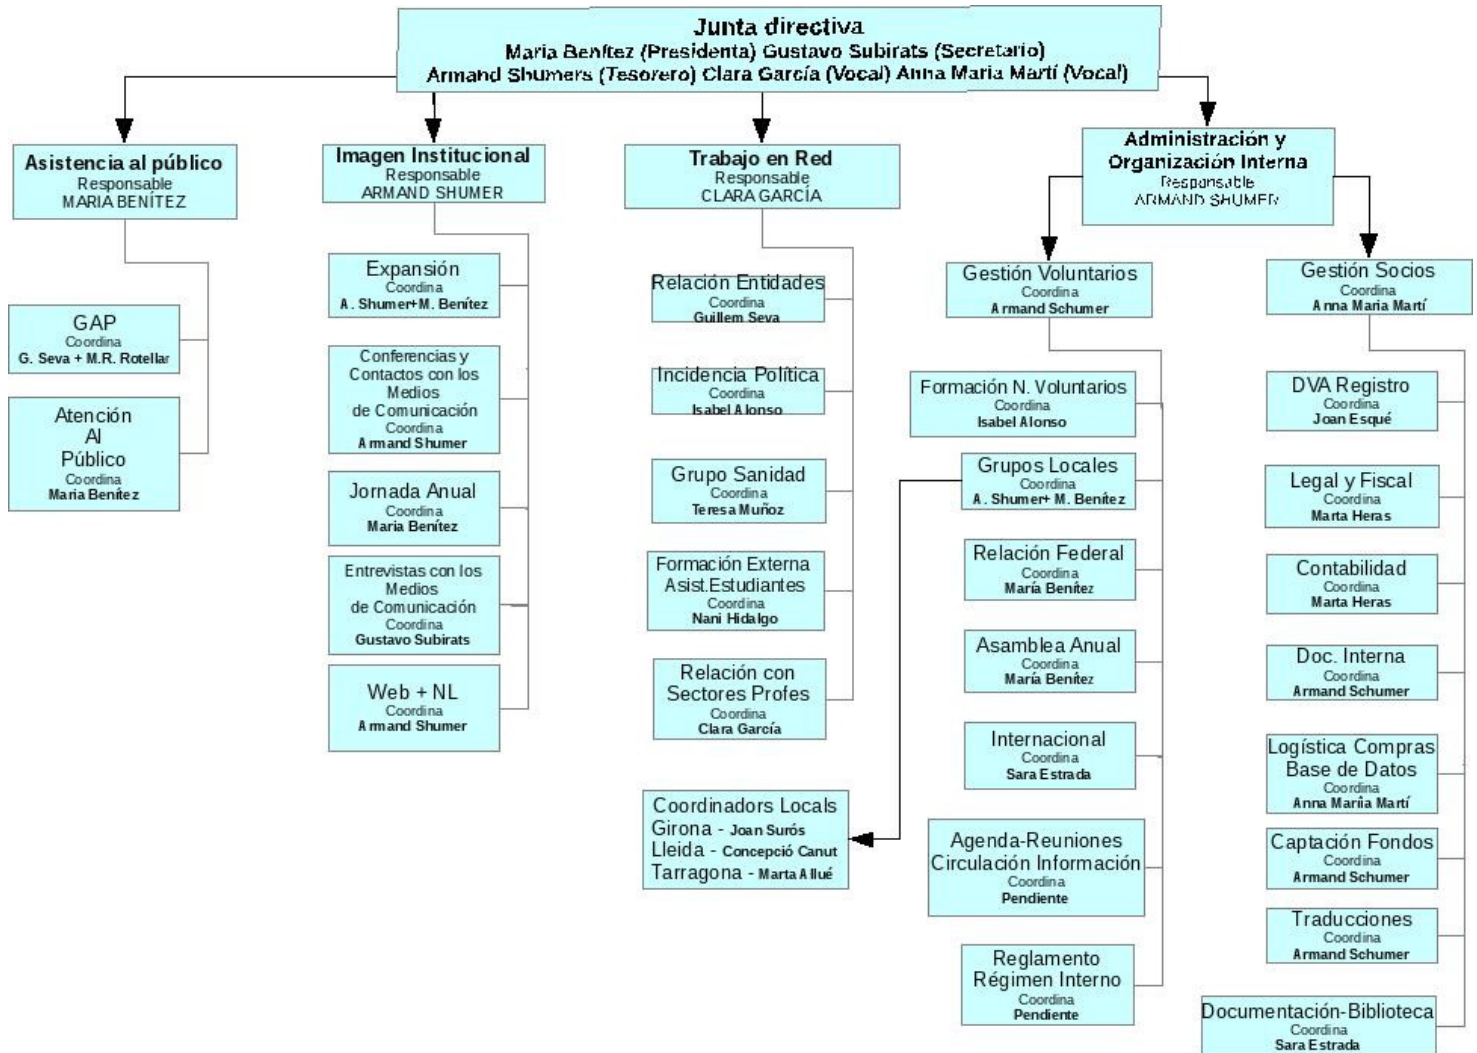 Junta directiva
Maria Benítez (Presidenta) Gustavo Subirats (Secretario)
Armand Shumers (Tesorero) Clara García (Vocal) Anna Maria Martí (Vocal)
Asistencia al público
Responsable
MARIA BENÍTEZ
GAP
Coordina
G. Seva + M.R. Rotellar
Atención
Al
Público
Coordina
Maria Benítez
Imagen Institucional
Responsable
ARMAND SHUMER
Expansión
Coordina
A. Shumer+M. Benítez
Conferencias y
Contactos con los
Medios
de Comunicación
Coordina
Armand Shumer
Jornada Anual
Coordina
Maria Benítez
Entrevistas con los
Medios
de Comunicación
Coordina
Gustavo Subirats
Web + NL
Coordina
Armand Shumer
Trabajo en Red
Responsable
CLARA GARCÍA
Relación Entidades
Coordina
Guillem Seva
Incidencia Política
Coordina
Isabel Alonso
Grupo Sanidad
Coordina
Teresa Muñoz
Formación Externa
Asist.Estudiantes
Coordina
Nani Hidalgo
Relación con
Sectores Profes
Coordina
Clara García
Coordinadors Locals
Girona - Joan Surós
Lleida - Concepció Canut
Tarragona - Marta Allué
Administración y
Organización Interna
Responsable
ARMAND SHUMER
Gestión Voluntarios
Coordina
Armand Schumer
Formación N. Voluntarios
Coordina
Isabel Alonso
Grupos Locales
Coordina
A. Shumer+ M. Benítez
Relación Federal
Coordina
María Benítez
Asamblea Anual
Coordina
María Benítez
Internacional
Coordina
Sara Estrada
Agenda-Reuniones
Circulación Información
Coordina
Pendiente
Reglamento
Régimen Interno
Coordina
Pendiente
Gestión Socios
Coordina
Anna Maria Martí
DVA Registro
Coordina
Joan Esqué
Legal y Fiscal
Coordina
Marta Heras
Contabilidad
Coordina
Marta Heras
Doc. Interna
Coordina
Armand Schumer
Logística Compras
Base de Datos
Coordina
Anna Mariia Martí
Captación Fondos
Coordina
Armand Schumer
Traducciones
Coordina
Armand Schumer
Documentación-Biblioteca
Coordina
Sara Estrada